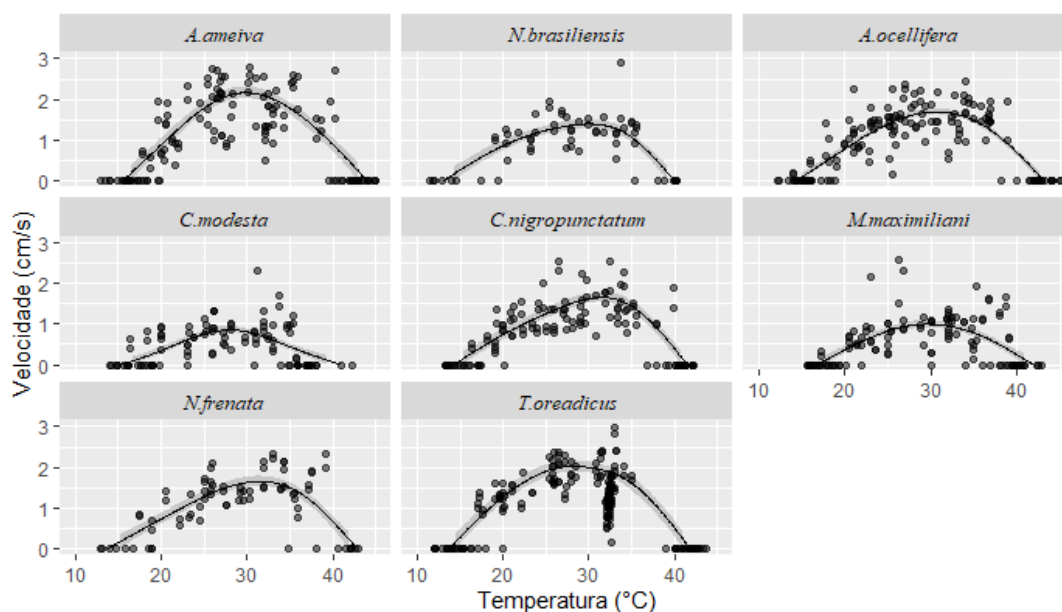 A.ameiva
N.brasiliensis
A.ocellifera
3
2
1
0
C.modesta
C.nigropunctatum
M.maximiliani
3
2
1
0
10 20 30 40
N.frenata
T.oreadicus
3
2
1
0
10 20 30 40
10 20 30 40
Temperatura (°C)
Velocidade (cm/s)